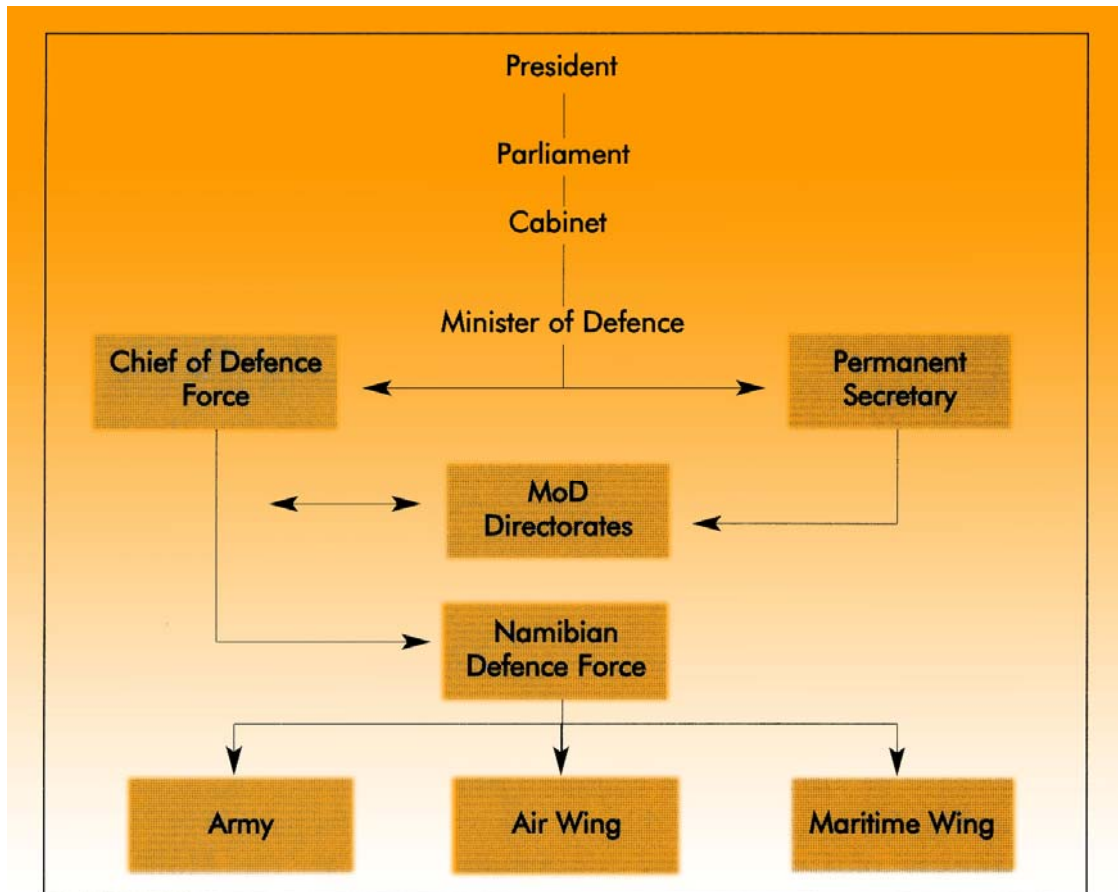 President
Parliament
Cabinet
Minister of Defence
Chief of Defence
Force
Permanent
Secretary
MoD
Directorates
Namibian
Defence Force
Army
Air Wing
Maritime Wing